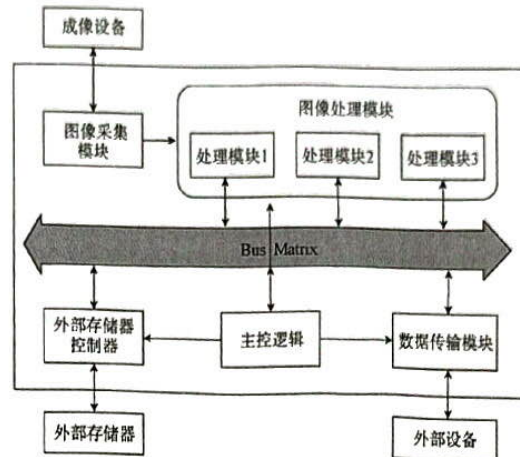 成像设备
图像采集
模块
图像处理模块
处理模块1
处理模块2
处理模块3
Bus Matrix
外部存储器
控制器
主控逻辑
数据传输模块
外部存储器
外部设备